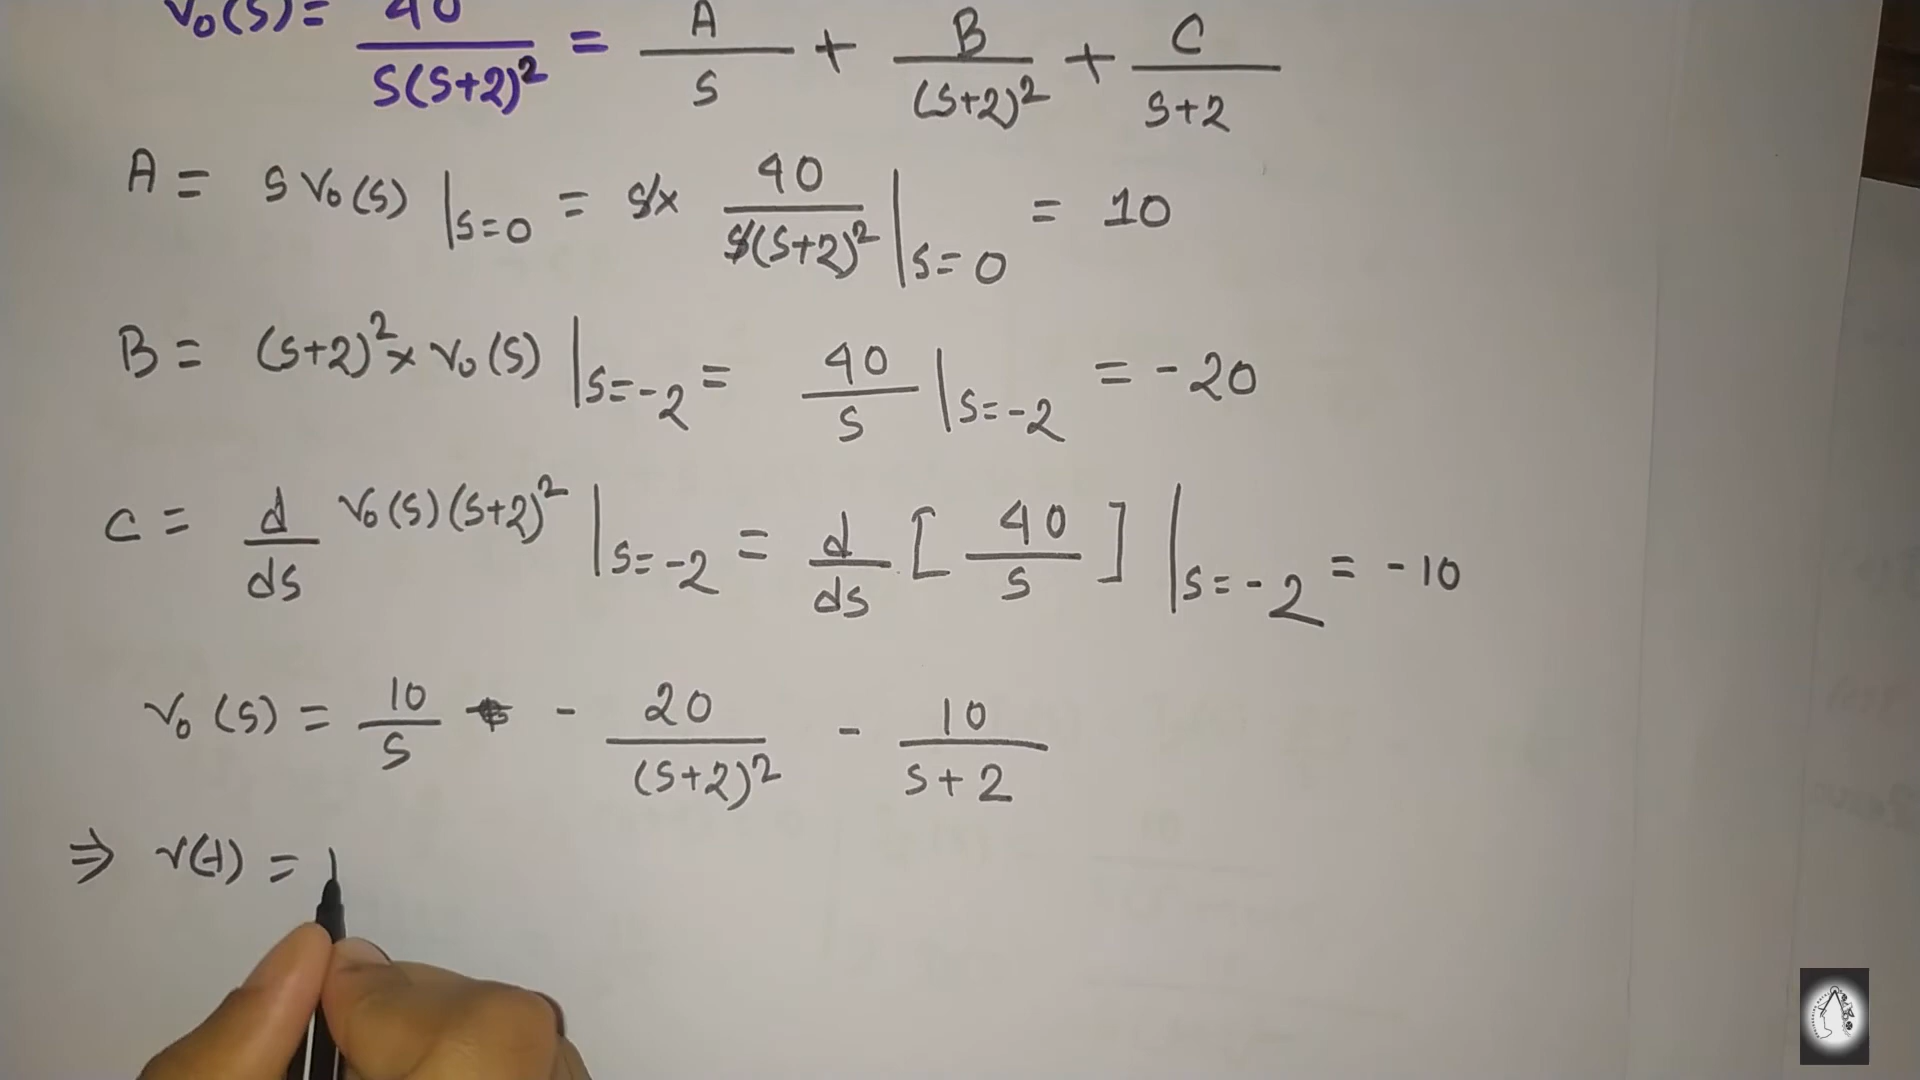 V₀(s) = 40/(s(s+2)²) = A/s + B/(s+2)² + C/(s+2)
A = s V₀(s) |s=0 = s× 40/(s(s+2)²) |s=0 = 10
B = (s+2)² × V₀(s) |s=-2 = 40/s |s=-2 = -20
C = d/ds V₀(s)(s+2)² |s=-2 = d/ds [40/s] |s=-2 = -10
V₀(s) = 10/s - 20/(s+2)² - 10/(s+2)
⇒ v(t) =